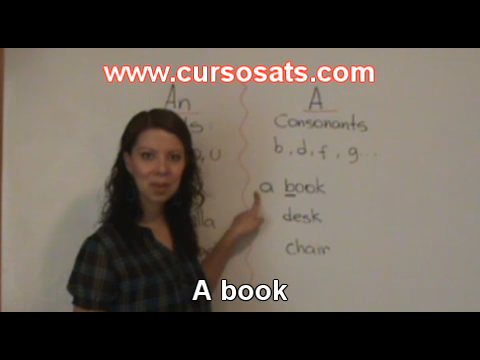 www.cursosats.com
An
A
Consonants
b, d, f, g...
a book
desk
chair
A book